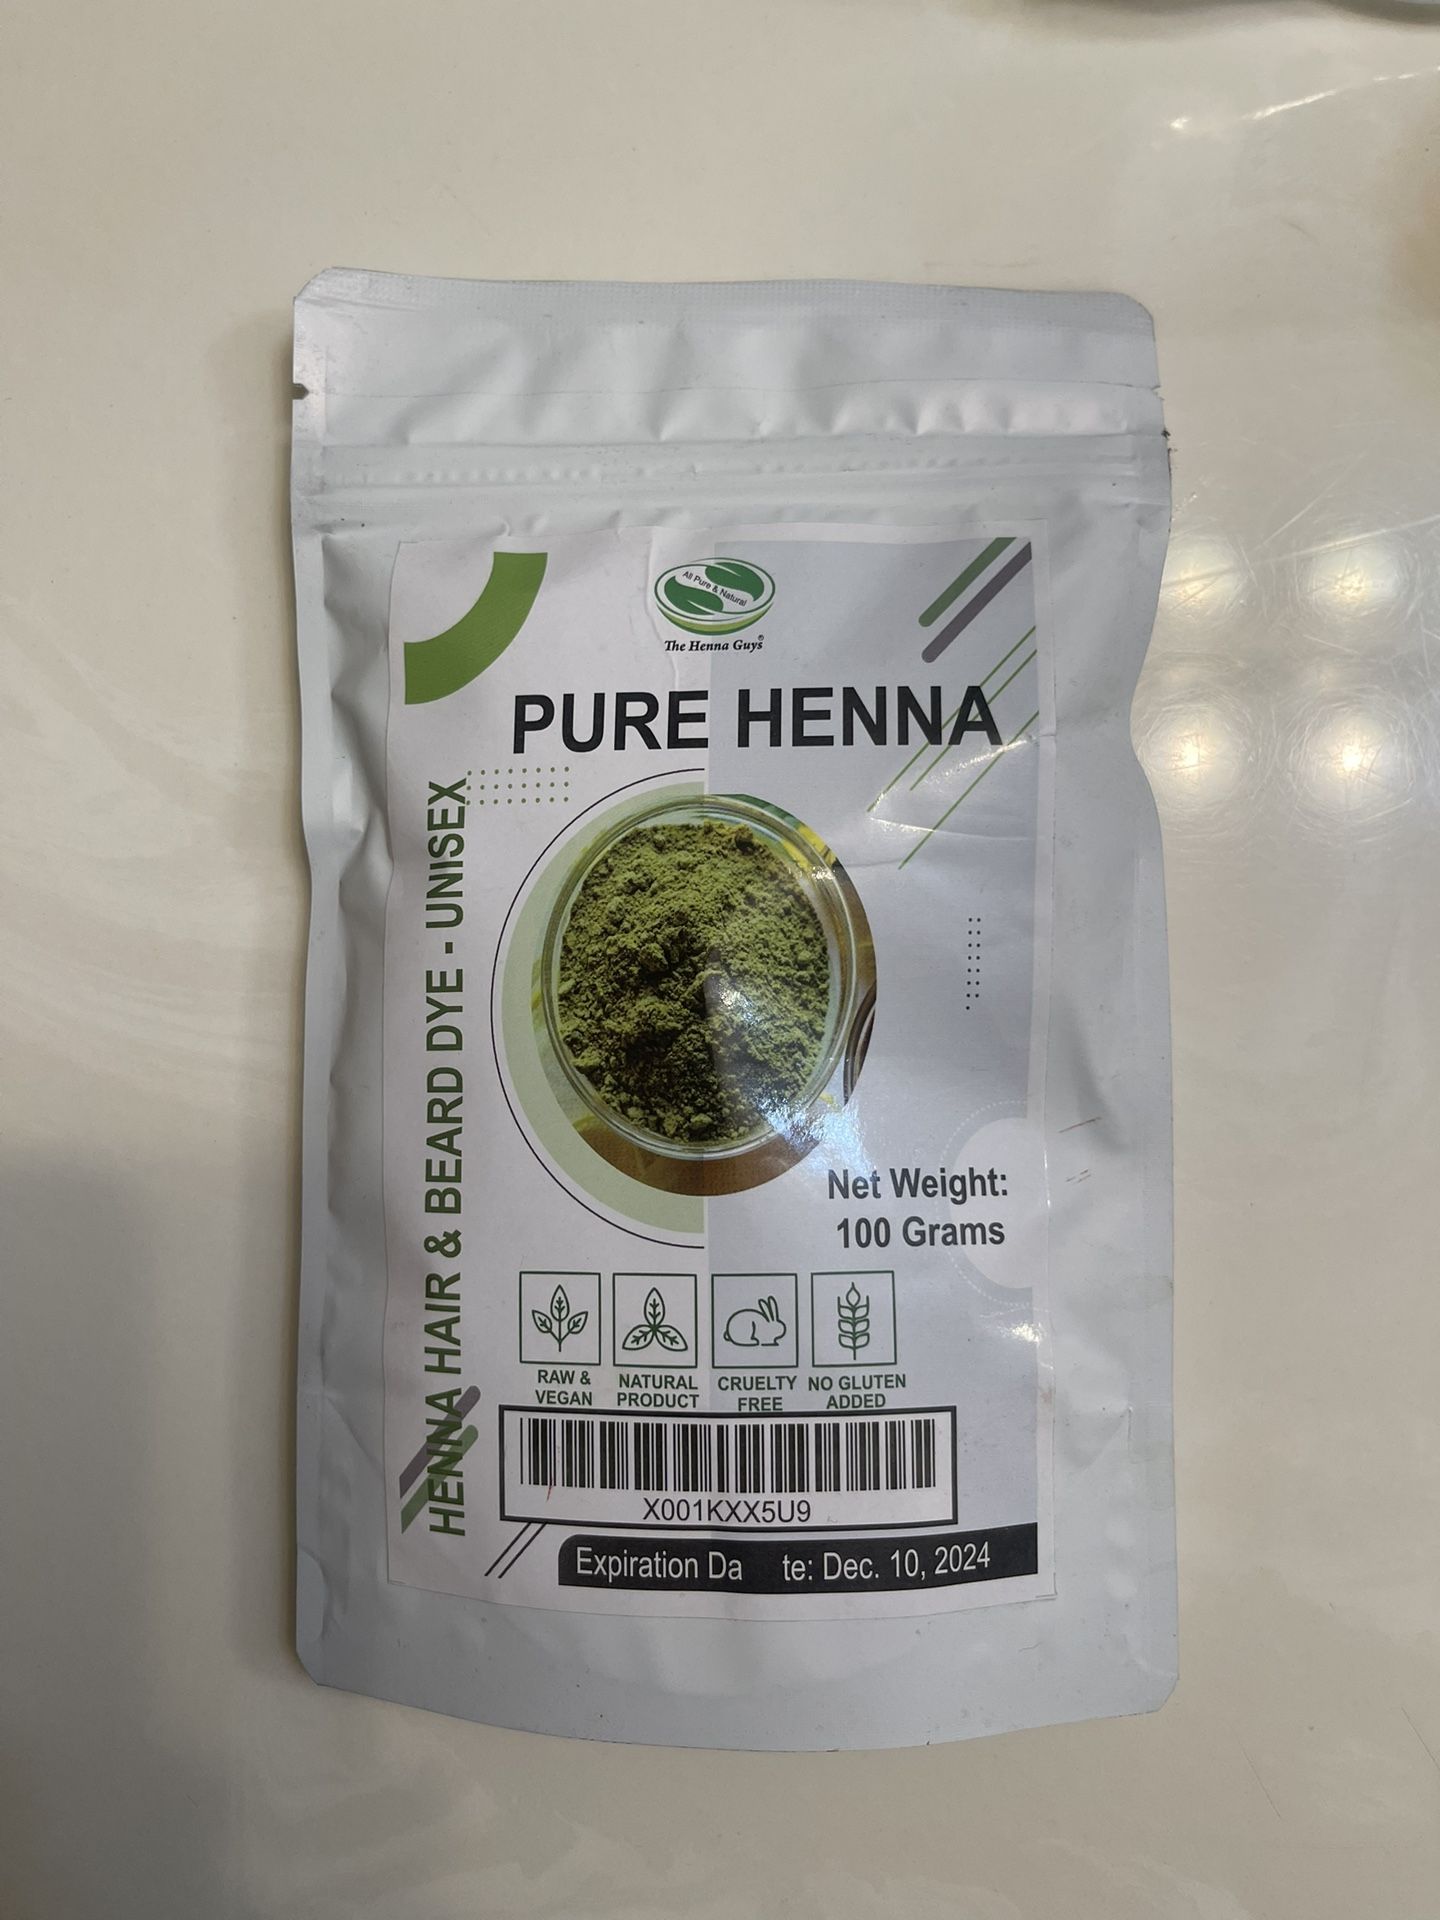 All Pure & Natural
The Henna Guys®
PURE HENNA
HENNA HAIR & BEARD DYE - UNISEX
Net Weight:
100 Grams
RAW &
VEGAN
NATURAL
PRODUCT
CRUELTY
FREE
NO GLUTEN
ADDED
X001KXX5U9
Expiration Da te: Dec. 10, 2024